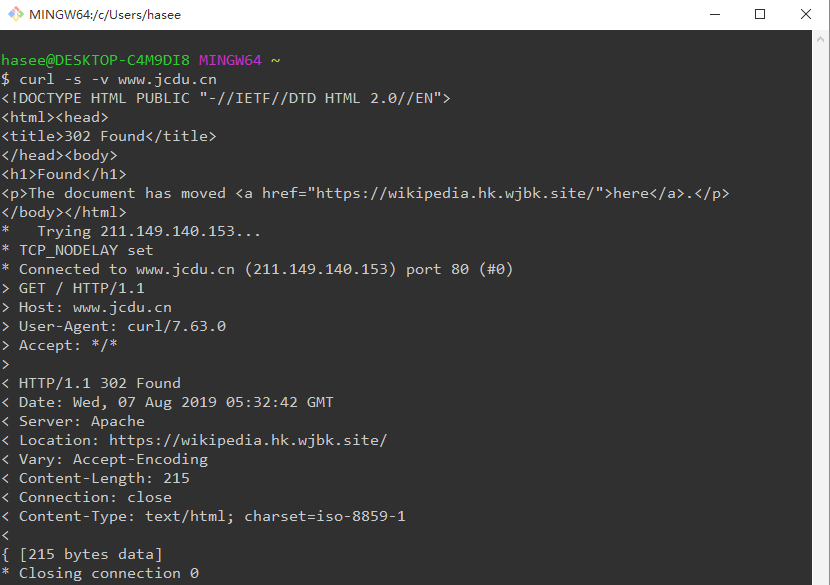 MINGW64:/c/Users/hasee
hasee@DESKTOP-C4M9DI8 MINGW64 ~
$ curl -s -v www.jcdu.cn
<!DOCTYPE HTML PUBLIC "-//IETF//DTD HTML 2.0//EN">
<html><head>
<title>302 Found</title>
</head><body>
<h1>Found</h1>
<p>The document has moved <a href="https://wikipedia.hk.wjbk.site/">here</a>.</p>
</body></html>
*   Trying 211.149.140.153...
* TCP_NODELAY set
* Connected to www.jcdu.cn (211.149.140.153) port 80 (#0)
> GET / HTTP/1.1
> Host: www.jcdu.cn
> User-Agent: curl/7.63.0
> Accept: */*
>
< HTTP/1.1 302 Found
< Date: Wed, 07 Aug 2019 05:32:42 GMT
< Server: Apache
< Location: https://wikipedia.hk.wjbk.site/
< Vary: Accept-Encoding
< Content-Length: 215
< Connection: close
< Content-Type: text/html; charset=iso-8859-1
<
{ [215 bytes data]
* Closing connection 0